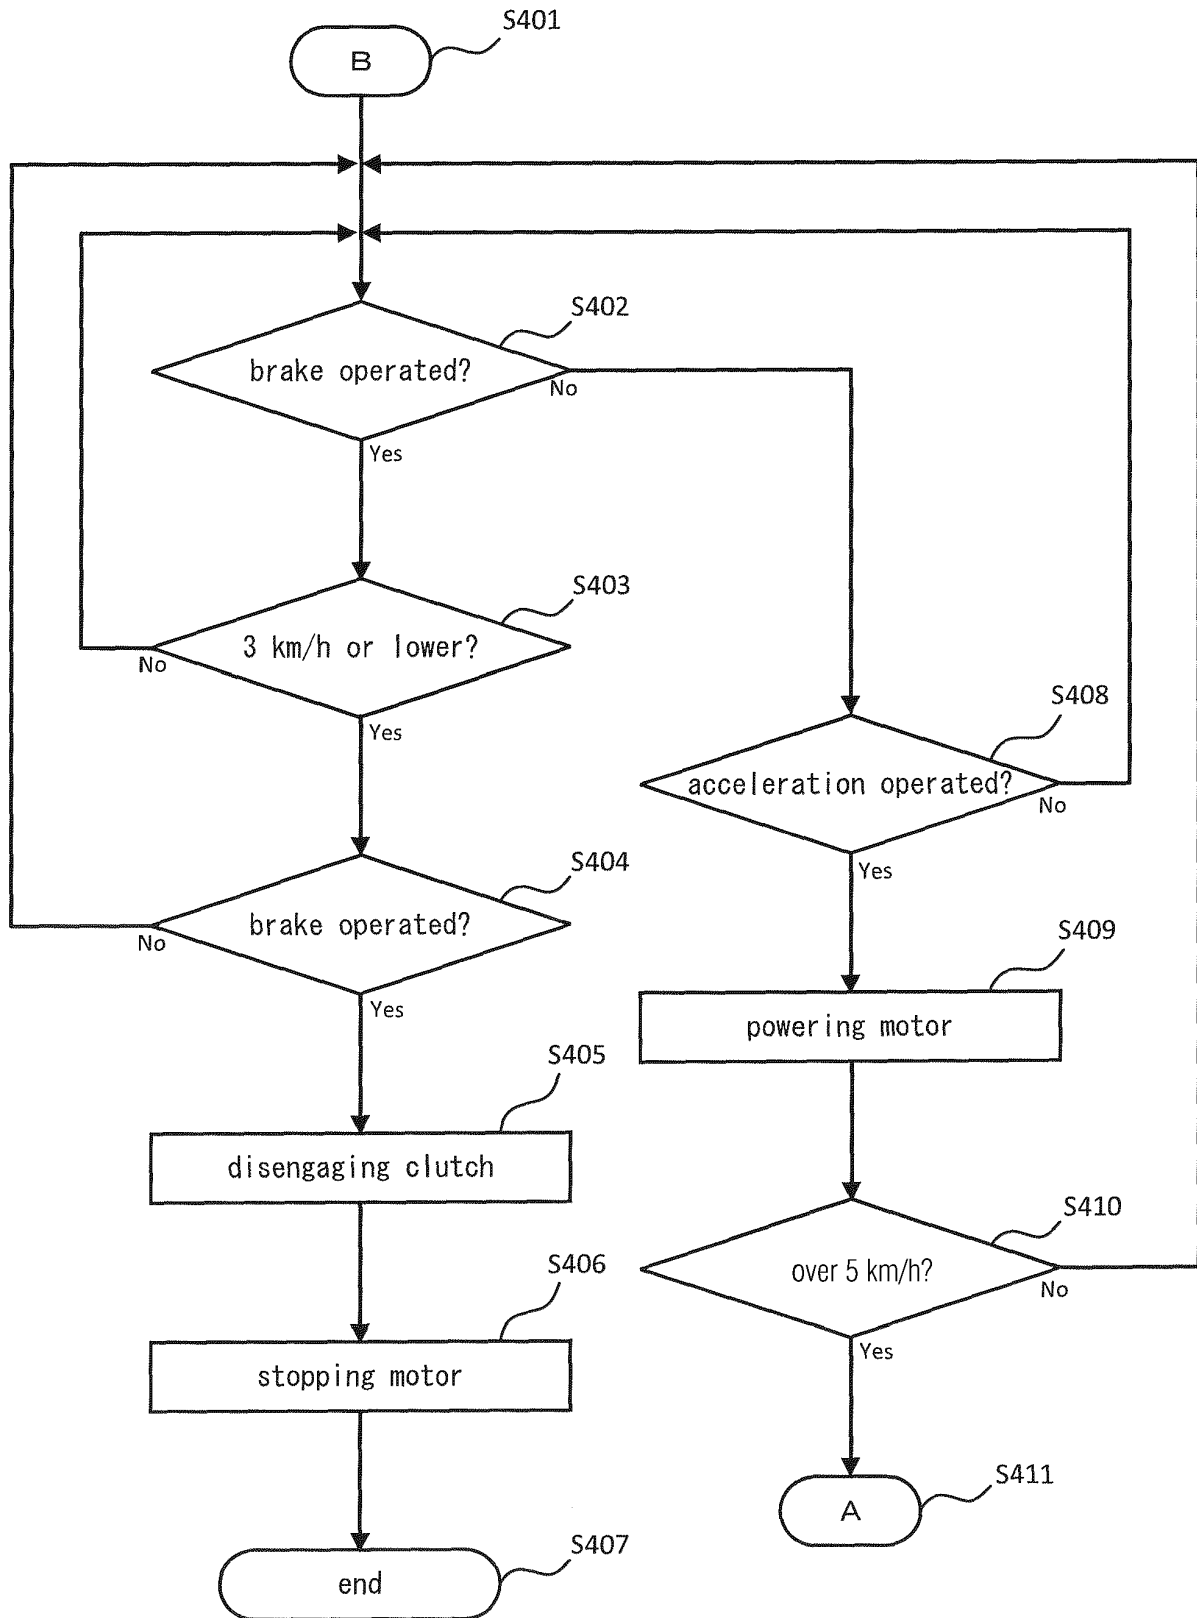 S401
B
S402
brake operated?
No
Yes
S403
3 km/h or lower?
No
Yes
S408
acceleration operated?
No
Yes
S404
brake operated?
No
Yes
S409
powering motor
S405
disengaging clutch
S410
over 5 km/h?
No
Yes
S406
stopping motor
S411
A
S407
end